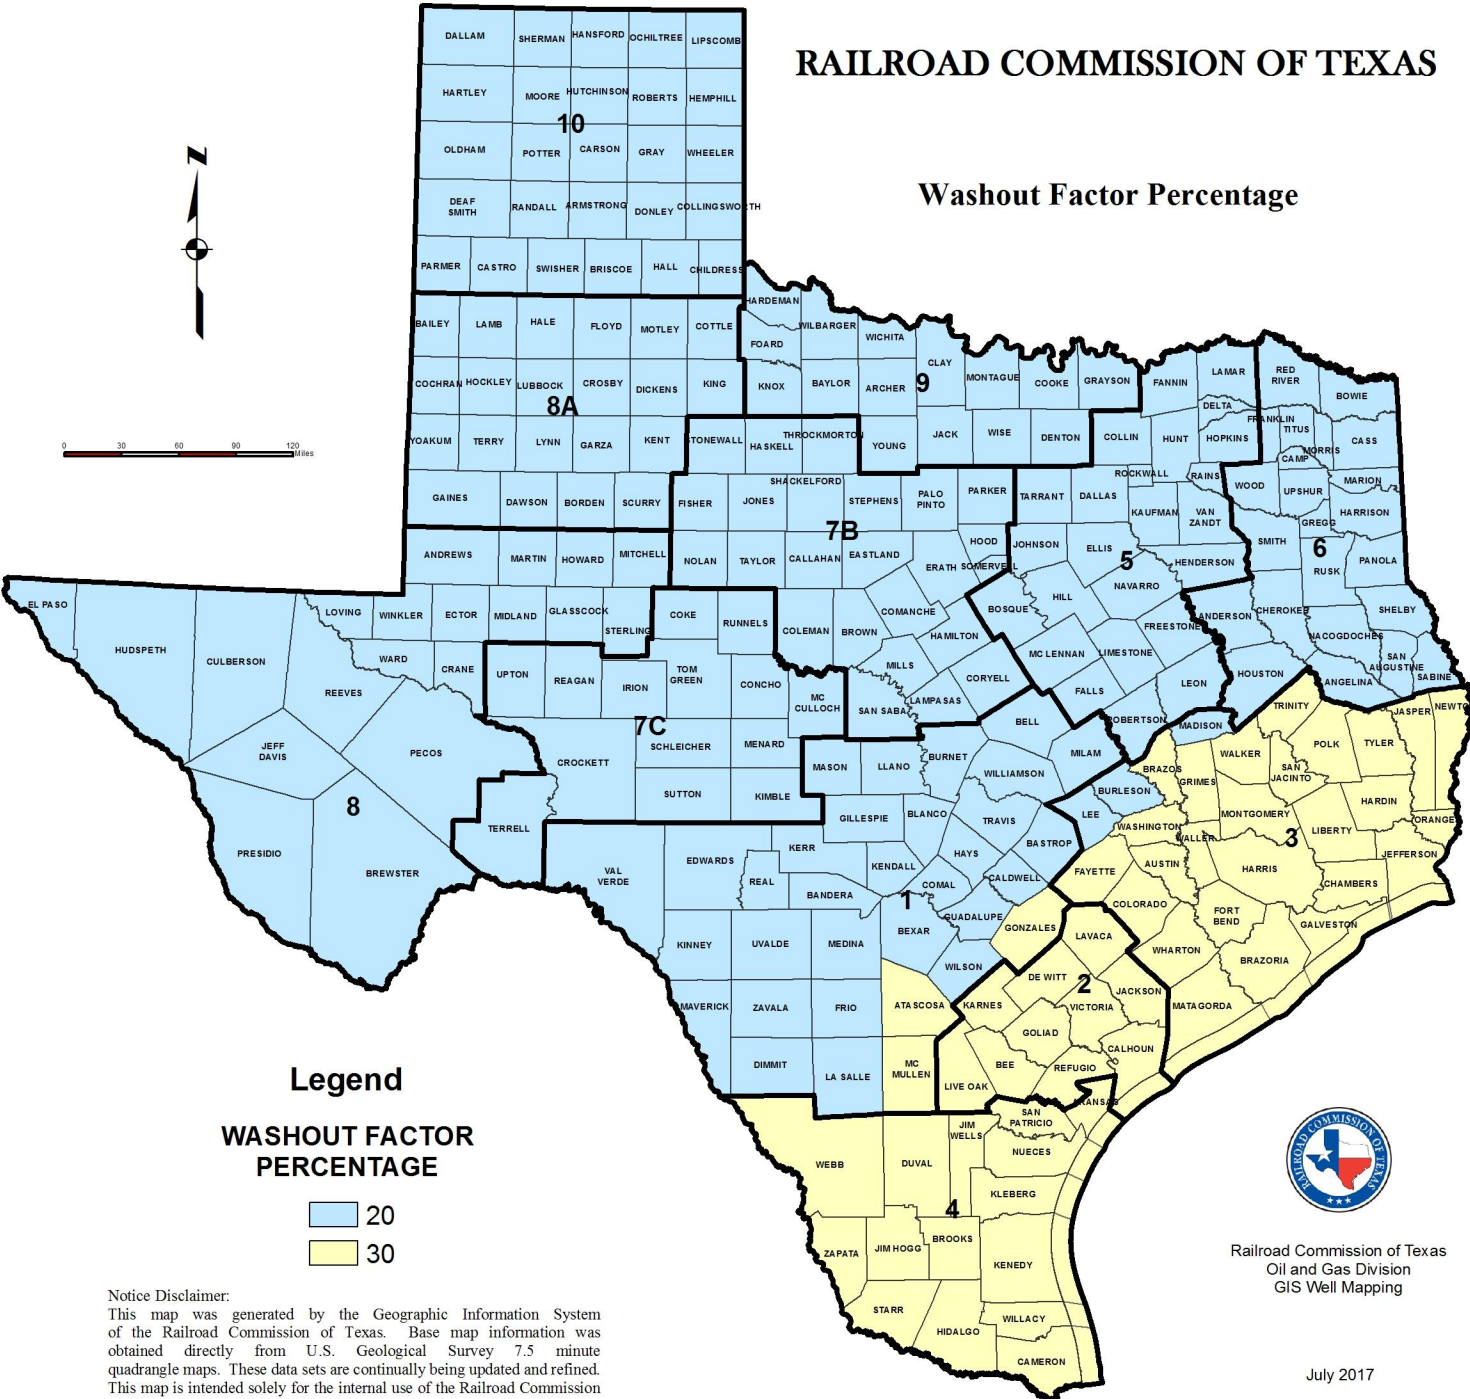 RAILROAD COMMISSION OF TEXAS
Washout Factor Percentage
N
0 30 60 90 120
Miles
DALLAM SHERMAN HANSFORD OCHILTREE LIPSCOMB
HARTLEY MOORE HUTCHINSON ROBERTS HEMPHILL
10
OLDHAM POTTER CARSON GRAY WHEELER
DEAF SMITH RANDALL ARMSTRONG DONLEY COLLINGSWORTH
PARMER CASTRO SWISHER BRISCOE HALL CHILDRESS
HARDEMAN
BAILEY LAMB HALE FLOYD MOTLEY COTTLE FOARD WILBARGER WICHITA CLAY
COCHRAN HOCKLEY LUBBOCK CROSBY DICKENS KING KNOX BAYLOR ARCHER 9 MONTAGUE COOKE GRAYSON FANNIN LAMAR RED RIVER BOWIE
8A
DELTA FRANKLIN TITUS MORRIS CASS
YOAKUM TERRY LYNN GARZA KENT STONEWALL HASKELL THROCKMORTON YOUNG JACK WISE DENTON COLLIN HUNT HOPKINS CAMP
ROCKWALL RAINS WOOD UPSHUR MARION
GAINES DAWSON BORDEN SCURRY FISHER JONES SHACKELFORD STEPHENS PALO PINTO PARKER TARRANT DALLAS KAUFMAN VAN ZANDT GREGG HARRISON
7B 5 6
ANDREWS MARTIN HOWARD MITCHELL NOLAN TAYLOR CALLAHAN EASTLAND ERATH HOOD SOMERVELL JOHNSON ELLIS HENDERSON SMITH RUSK PANOLA
NAVARRO
EL PASO LOVING WINKLER ECTOR MIDLAND GLASSCOCK STERLING COKE RUNNELS COLEMAN BROWN COMANCHE HAMILTON BOSQUE HILL FREESTONE ANDERSON CHEROKEE NACOGDOCHES SHELBY
HUDSPETH CULBERSON REEVES WARD CRANE UPTON REAGAN IRION TOM GREEN CONCHO MC CULLOCH MILLS SAN SABA LAMPASAS CORYELL MC LENNAN LIMESTONE FALLS LEON HOUSTON ANGELINA SAN AUGUSTINE SABINE
7C
JEFF DAVIS PECOS CROCKETT SCHLEICHER MENARD MASON LLANO BURNET BELL MILAM ROBERTSON MADISON TRINITY POLK TYLER JASPER NEWTO
8
WILLIAMSON BRAZOS GRIMES WALKER SAN JACINTO
PRESIDIO BREWSTER TERRELL SUTTON KIMBLE GILLESPIE BLANCO TRAVIS BURLESON LEE WASHINGTON WALLER MONTGOMERY LIBERTY HARDIN ORANGE
3
VAL VERDE EDWARDS KERR REAL BANDERA KENDALL HAYS COMAL CALDWELL BASTROP FAYETTE AUSTIN HARRIS CHAMBERS JEFFERSON
1
KINNEY UVALDE MEDINA BEXAR GUADALUPE GONZALES COLORADO FORT BEND GALVESTON
WILSON LAVACA WHARTON BRAZORIA
MAVERICK ZAVALA FRIO ATASCOSA KARNES DE WITT 2 VICTORIA JACKSON MATAGORDA
GOLIAD CALHOUN
DIMMIT LA SALLE MC MULLEN LIVE OAK BEE REFUGIO ARANSAS
SAN PATRICIO
WEBB DUVAL JIM WELLS NUECES
KLEBERG
4
ZAPATA JIM HOGG BROOKS KENEDY
STARR HIDALGO WILLACY
CAMERON
Legend
WASHOUT FACTOR
PERCENTAGE
20
30
Notice Disclaimer:
This map was generated by the Geographic Information System
of the Railroad Commission of Texas. Base map information was
obtained directly from U.S. Geological Survey 7.5 minute
quadrangle maps. These data sets are continually being updated and refined.
This map is intended solely for the internal use of the Railroad Commission
RAILROAD COMMISSION OF TEXAS
Railroad Commission of Texas
Oil and Gas Division
GIS Well Mapping
July 2017